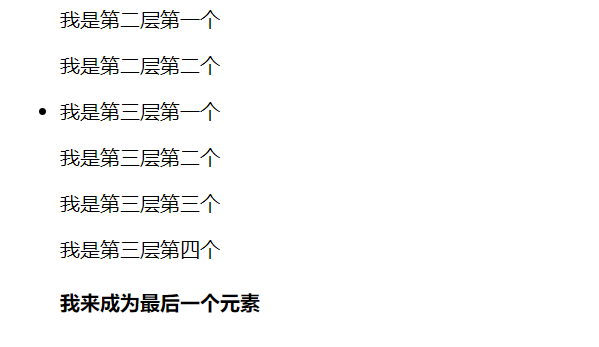 我是第二层第一个
我是第二层第二个
我是第三层第一个
我是第三层第二个
我是第三层第三个
我是第三层第四个
我来成为最后一个元素